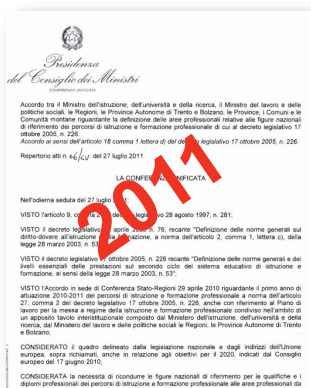 Presidenza
del Consiglio dei Ministri
CONFERENZA UNIFICATA
Accordo tra il Ministro dell'istruzione, dell'università e della ricerca, il Ministro del lavoro e delle
politiche sociali, le Regioni, le Province Autonome di Trento e Bolzano, le Province, i Comuni e le
Comunità montane riguardante la definizione delle aree professionali relative alle figure nazionali
di riferimento dei percorsi di istruzione e formazione professionale di cui al decreto legislativo 17
ottobre 2005, n. 226.
Accordo ai sensi dell'articolo 18 comma 1 lettera d) del decreto legislativo 17 ottobre 2005, n. 226.
Repertorio atti n. 66/CU del 27 luglio 2011
LA CONFERENZA UNIFICATA
2011
Nell'odierna seduta del 27 luglio
VISTO l'articolo 9, legislativo 28 agosto 1997, n. 281;
VISTO il decreto legislativo aprile n. 76, recante "Definizione delle norme generali sul
diritto-dovere all'istruzione formazione, a norma dell'articolo 2, comma 1, lettera c), della
legge 28 marzo 2003, n. 53
VISTO il decreto legislativo ottobre 2005, n. 226 recante "Definizione delle norme generali e dei
livelli essenziali delle prestazioni sul secondo ciclo del sistema educativo di istruzione e
formazione, ai sensi della legge 28 marzo 2003, n. 53";
VISTO l'Accordo in sede di Conferenza Stato-Regioni 29 aprile 2010 riguardante il primo anno di
attuazione 2010-2011 dei percorsi di istruzione e formazione professionale a norma dell'articolo
27, comma 2 del decreto legislativo 17 ottobre 2005, n. 226, anche con riferimento al Piano di
lavoro per la messa a regime della istruzione e formazione professionale condiviso nell'ambito di
un apposito tavolo interistituzionale composto dal Ministero dell'istruzione, dell'università e della
ricerca, dal Ministero del lavoro e delle politiche sociali le Regioni, le Province Autonome di Trento
e Bolzano;
CONSIDERATO il quadro delineato dalla legislazione nazionale e dagli indirizzi dell'Unione
europea, sopra richiamati, anche in relazione agli obiettivi per il 2020, indicati dal Consiglio
europeo del 17 giugno 2010;
CONSIDERATA la necessità di ricondurre le figure nazionali di riferimento per le qualifiche e i
diplomi professionali dei percorsi di istruzione e formazione professionale alle aree professionali da